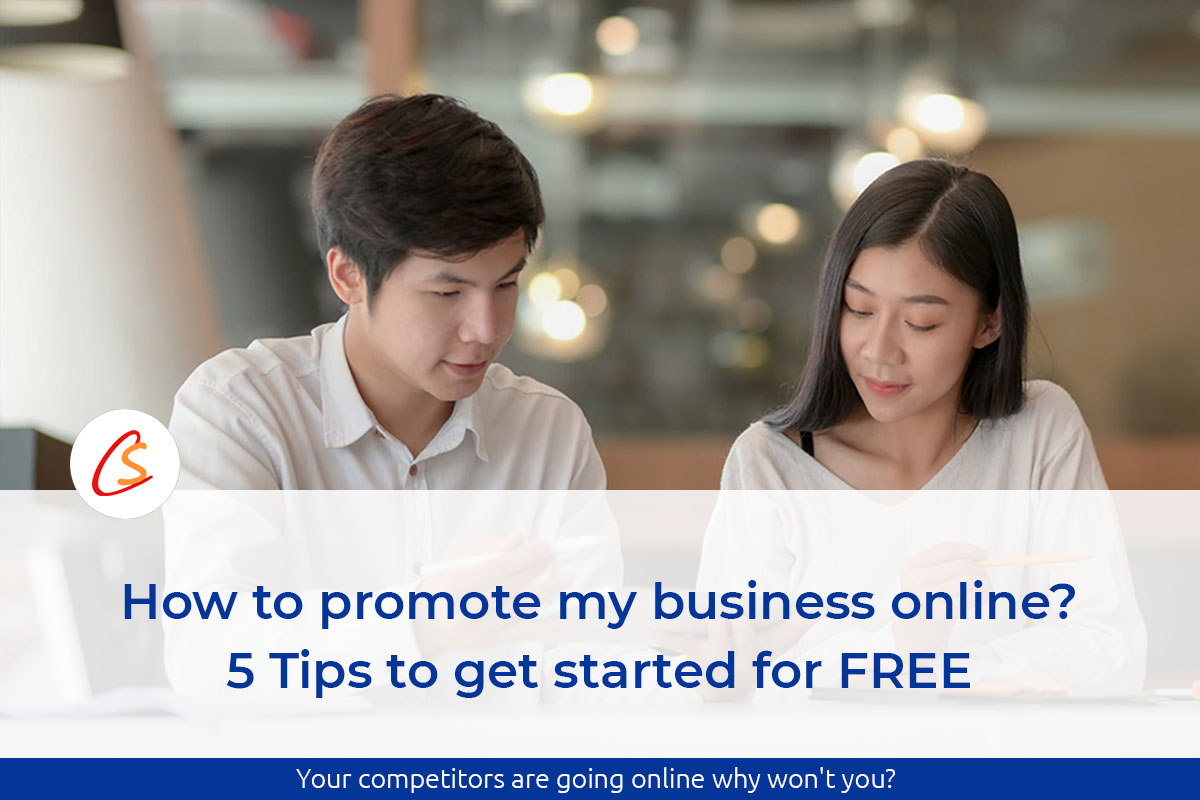 CS
How to promote my business online?
5 Tips to get started for FREE
Your competitors are going online why won't you?